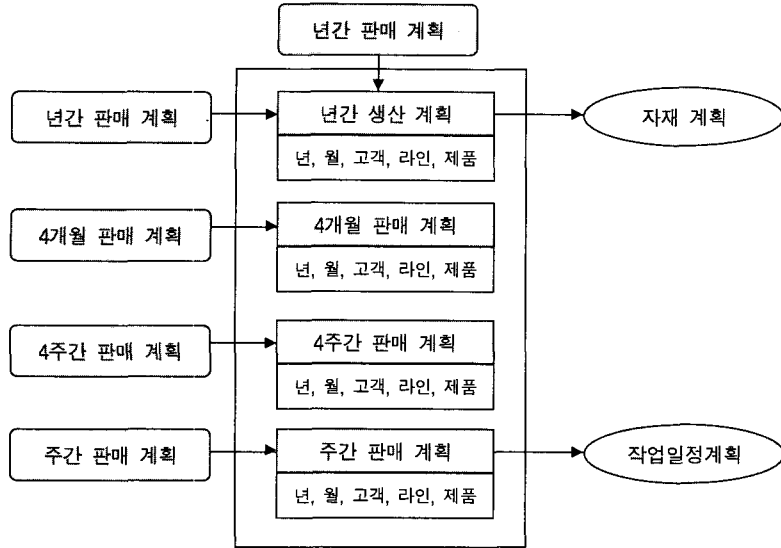 년간 판매 계획
년간 판매 계획
년간 생산 계획
년, 월, 고객, 라인, 제품
자재 계획
4개월 판매 계획
4개월 판매 계획
년, 월, 고객, 라인, 제품
4주간 판매 계획
4주간 판매 계획
년, 월, 고객, 라인, 제품
주간 판매 계획
주간 판매 계획
년, 월, 고객, 라인, 제품
작업일정계획